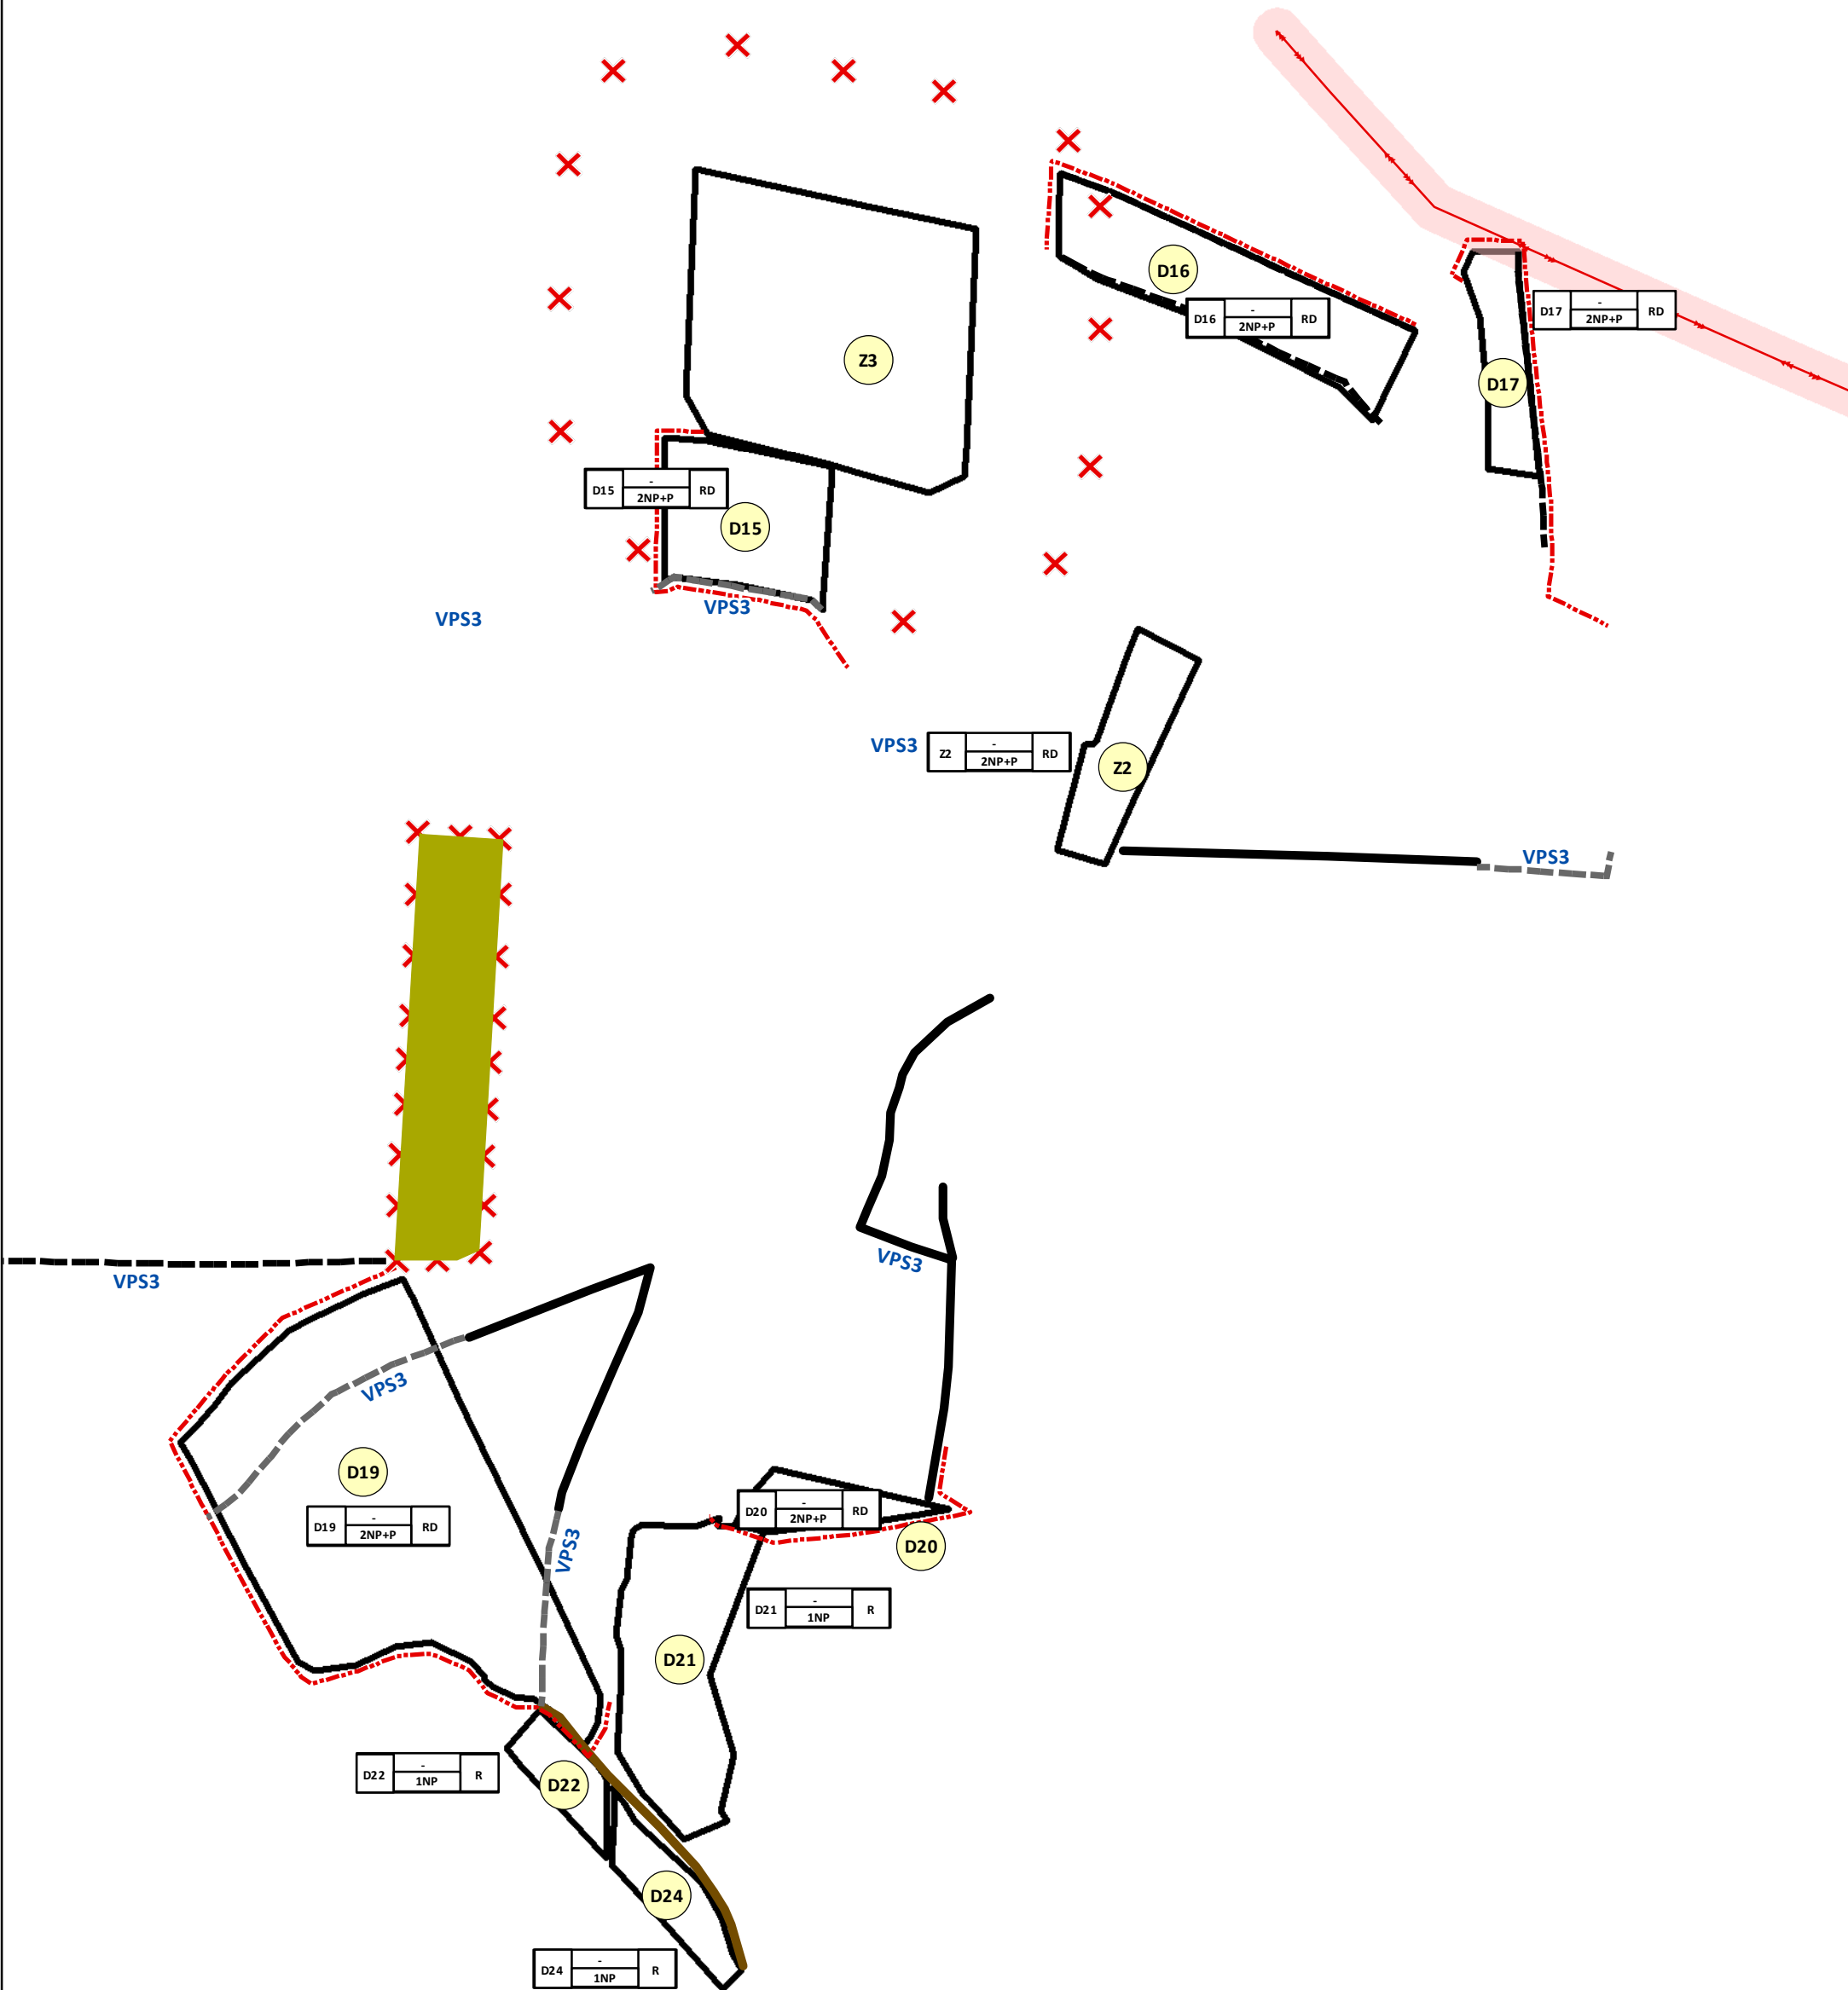 D16
Z3
D16 - 2NP+P RD
D17 - 2NP+P RD
D17
D15 - 2NP+P RD
D15
VPS3
VPS3
VPS3
Z2 - 2NP+P RD
Z2
VPS3
VPS3
VPS3
VPS3
D19
D19 - 2NP+P RD
VPS3
D20 - 2NP+P RD
D20
D21 - 1NP R
D21
D22 - 1NP R
D22
D24
D24 - 1NP R